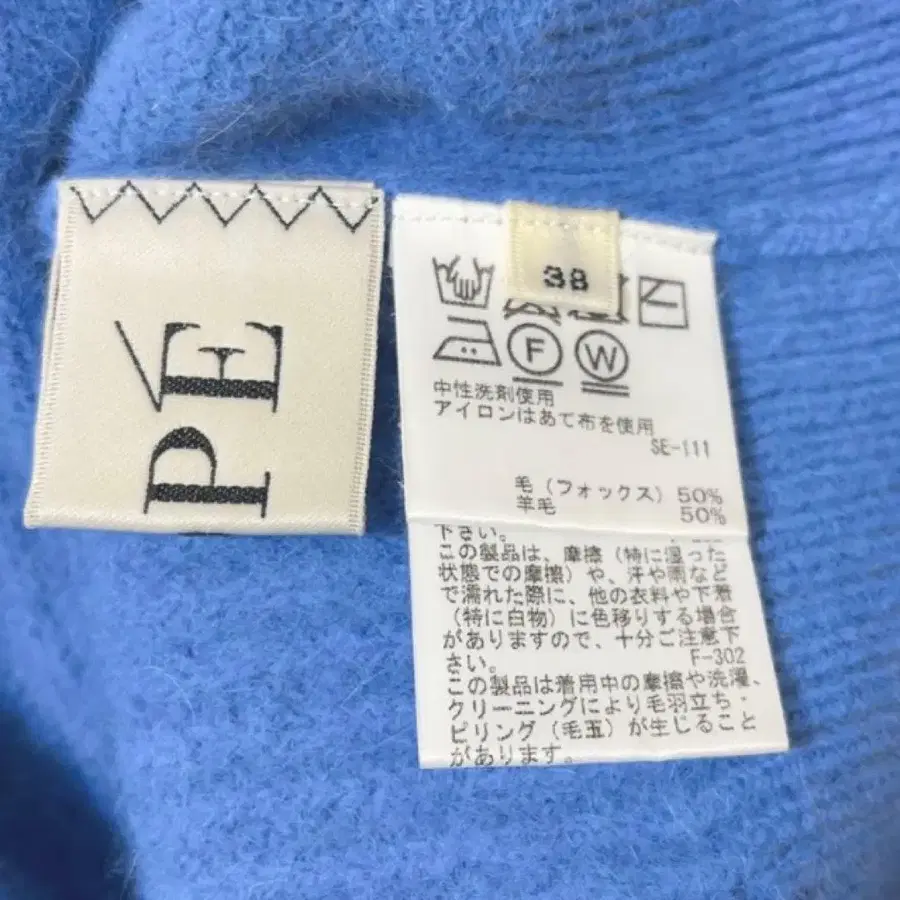 PÉ
38
F
W
中性洗剤使用
アイロンはあて布を使用
SE-111
毛(フォックス) 50%
羊毛 50%
下さい。
この製品は、摩擦(特に湿った
状態での摩擦)や、汗や雨など
で濡れた際に、他の衣料や下着
(特に白物)に色移りする場合
がありますので、十分ご注意下
さい。
F-302
この製品は着用中の摩擦や洗濯、
クリーニングにより毛羽立ち・
ピリング(毛玉)が生じること
があります。